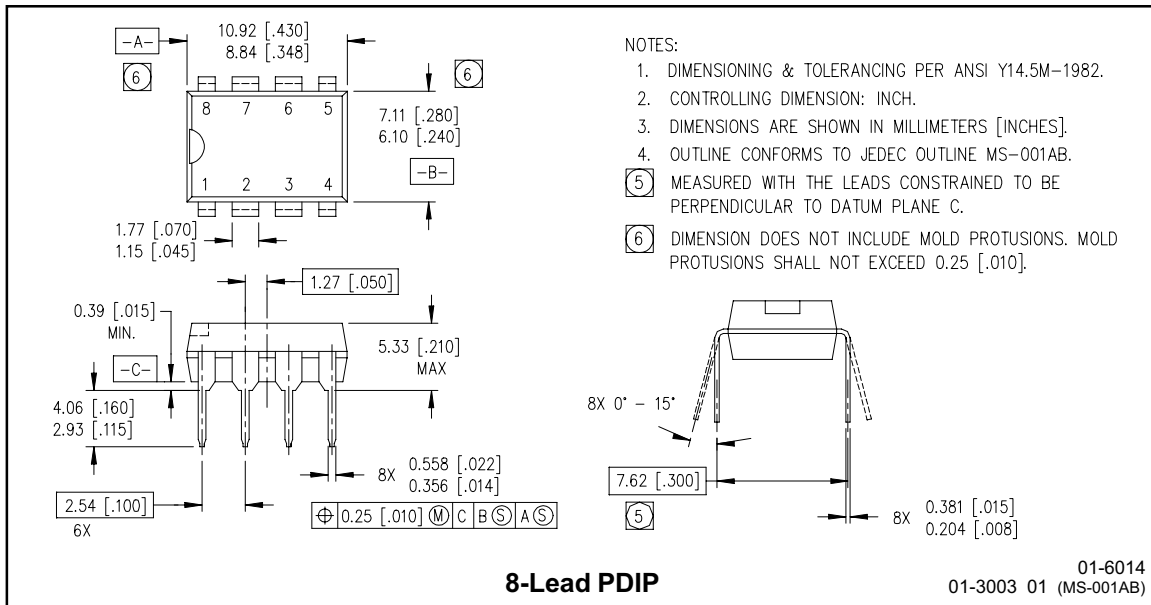 -A-
10.92 [.430]
8.84 [.348]
6
6
8 7 6 5
1 2 3 4
7.11 [.280]
6.10 [.240]
-B-
1.77 [.070]
1.15 [.045]
1.27 [.050]
0.39 [.015]
MIN.
-C-
5.33 [.210]
MAX
4.06 [.160]
2.93 [.115]
2.54 [.100]
6X
8X 0.558 [.022]
0.356 [.014]
⌖ 0.25 [.010] Ⓜ C B Ⓢ A Ⓢ
NOTES:
1. DIMENSIONING & TOLERANCING PER ANSI Y14.5M-1982.
2. CONTROLLING DIMENSION: INCH.
3. DIMENSIONS ARE SHOWN IN MILLIMETERS [INCHES].
4. OUTLINE CONFORMS TO JEDEC OUTLINE MS-001AB.
5 MEASURED WITH THE LEADS CONSTRAINED TO BE
PERPENDICULAR TO DATUM PLANE C.
6 DIMENSION DOES NOT INCLUDE MOLD PROTUSIONS. MOLD
PROTUSIONS SHALL NOT EXCEED 0.25 [.010].
8X 0° - 15°
7.62 [.300]
5
8X 0.381 [.015]
0.204 [.008]
8-Lead PDIP
01-6014
01-3003 01 (MS-001AB)